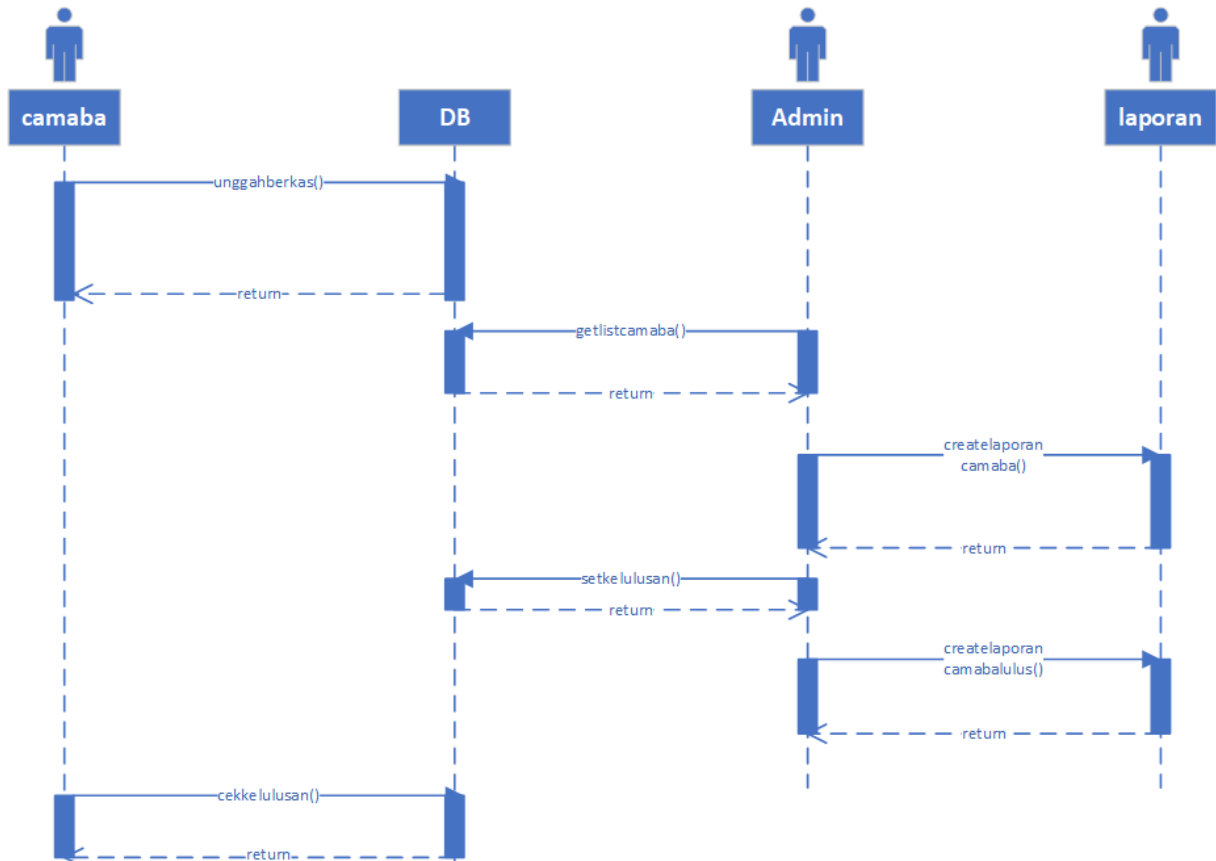 camaba
DB
Admin
laporan
unggahberkas()
return
getlistcamaba()
return
createlaporan
camaba()
return
setkelulusan()
return
createlaporan
camabalulus()
return
cekkelulusan()
return